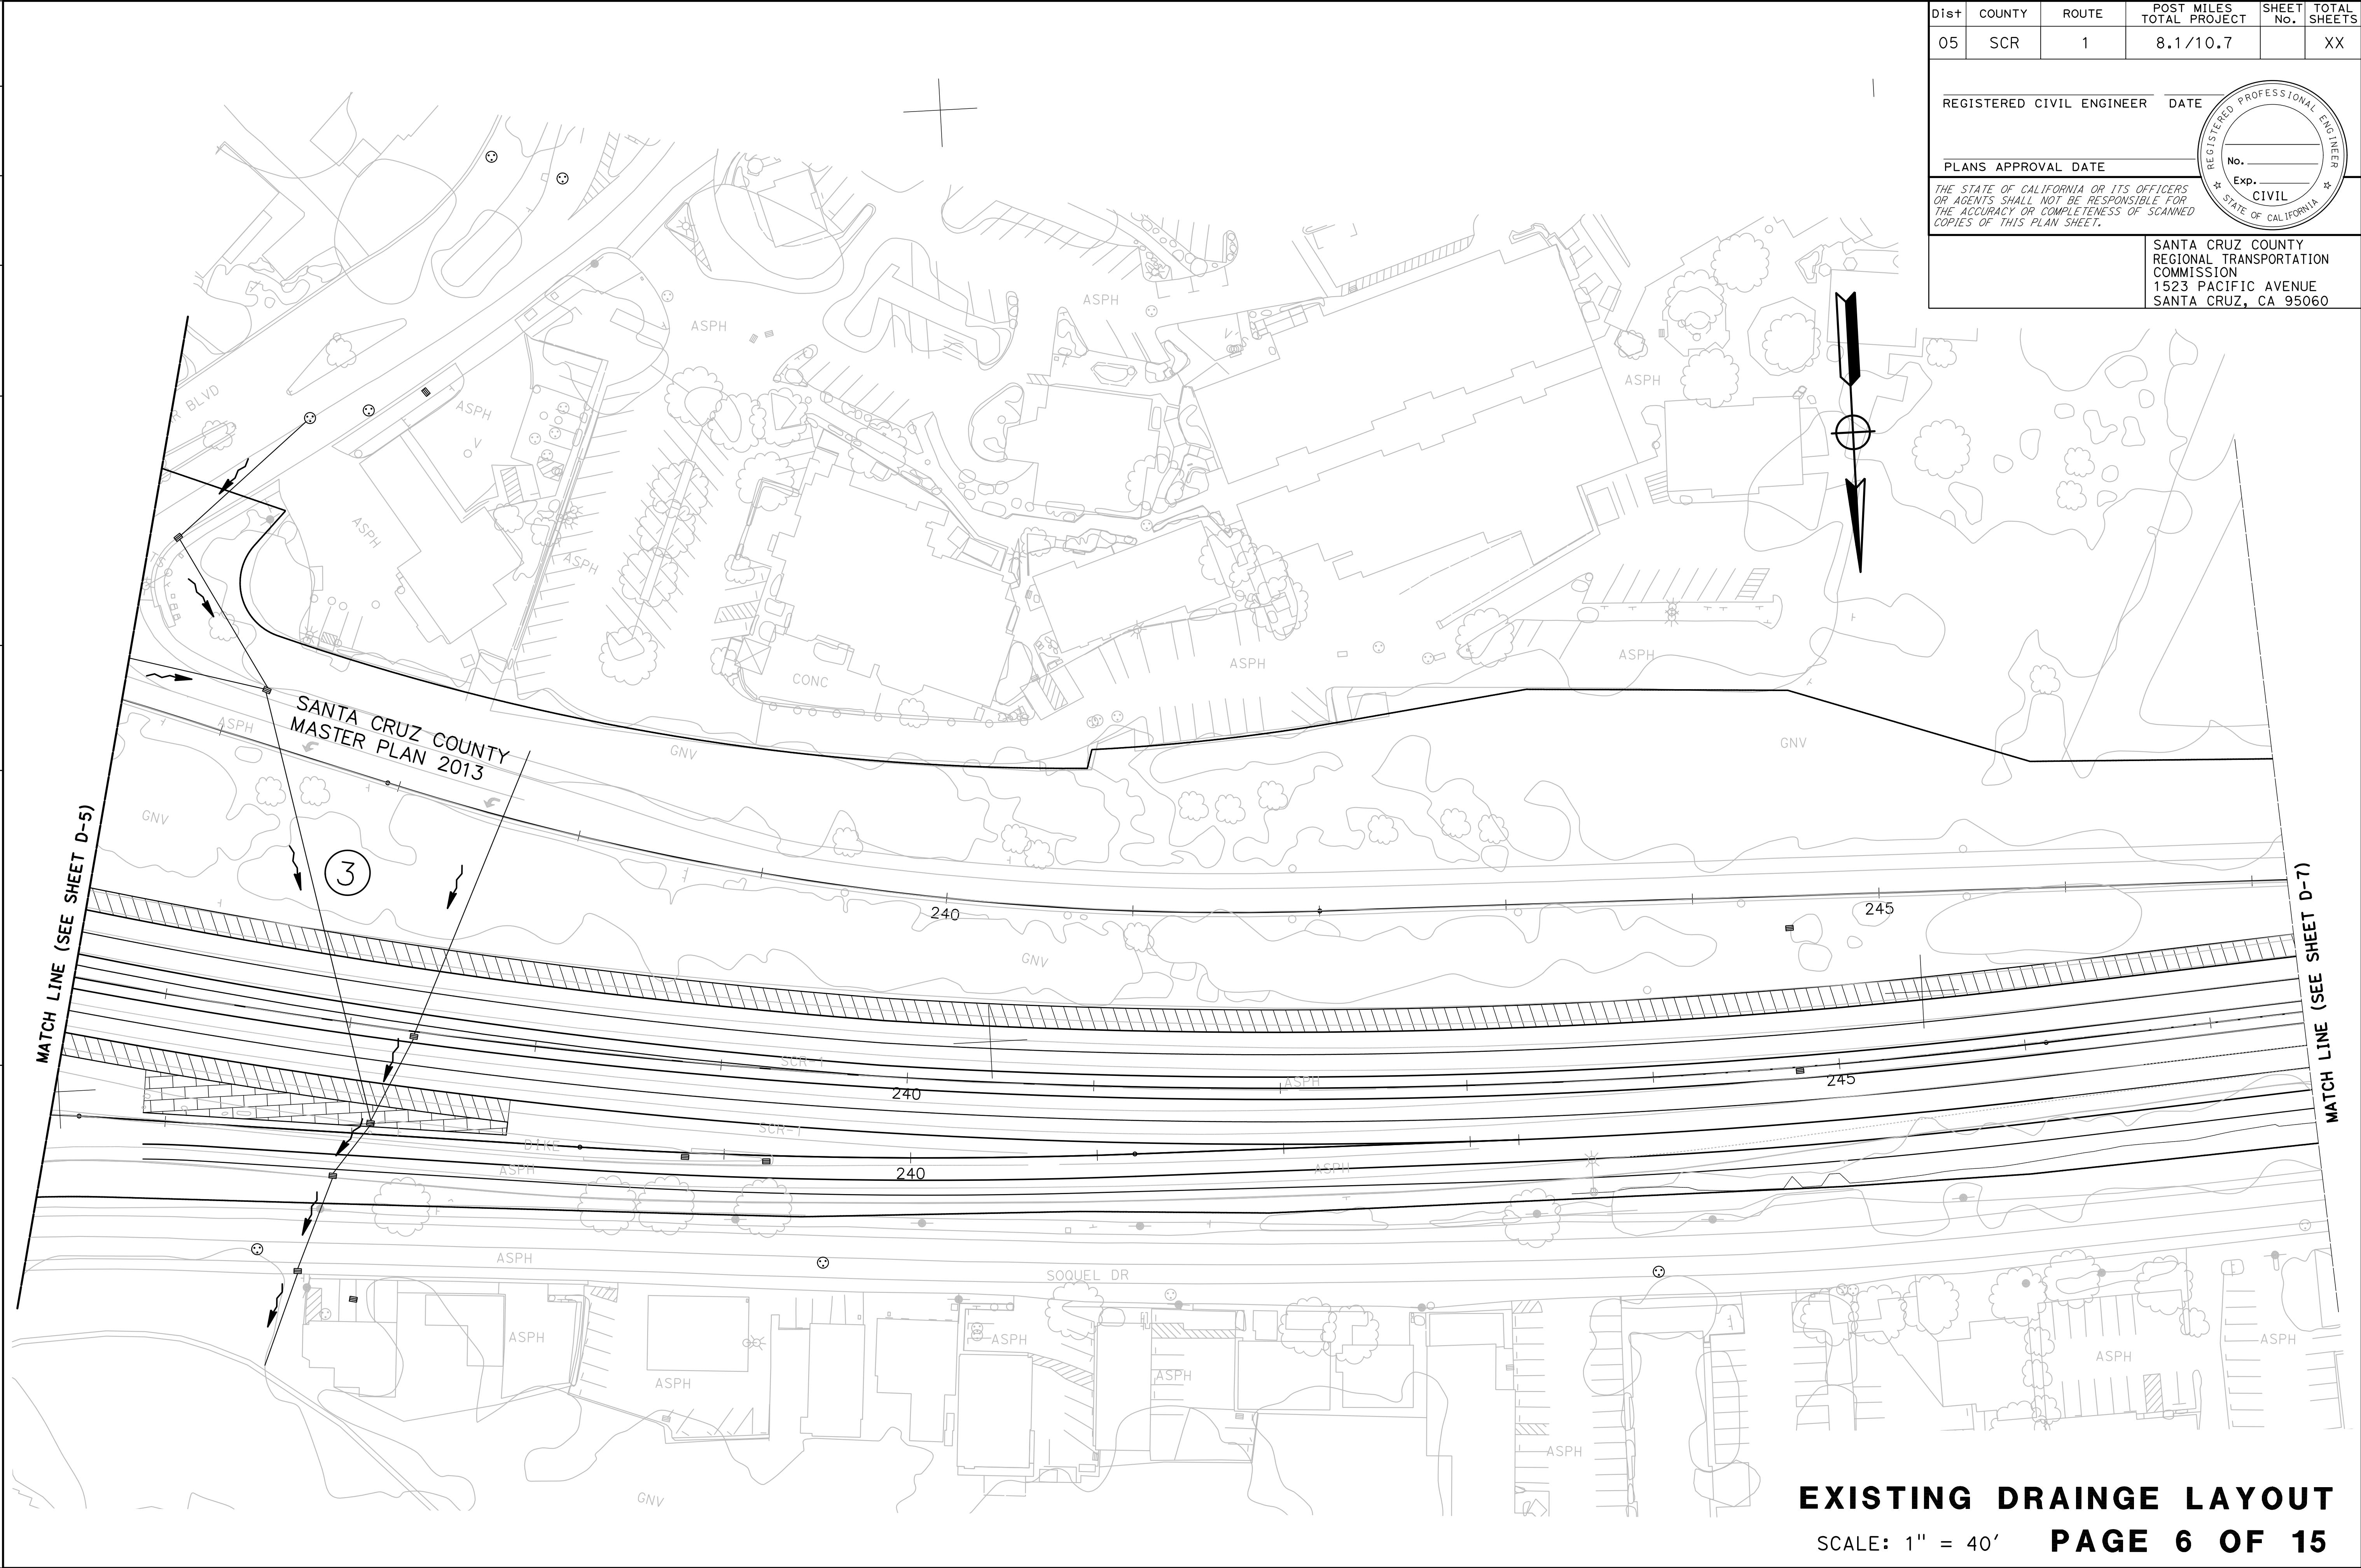 Dist COUNTY ROUTE POST MILES TOTAL PROJECT SHEET No. TOTAL SHEETS
05 SCR 1 8.1/10.7 XX
REGISTERED CIVIL ENGINEER DATE
PLANS APPROVAL DATE
REGISTERED PROFESSIONAL ENGINEER
No.
Exp.
CIVIL
STATE OF CALIFORNIA
THE STATE OF CALIFORNIA OR ITS OFFICERS
OR AGENTS SHALL NOT BE RESPONSIBLE FOR
THE ACCURACY OR COMPLETENESS OF SCANNED
COPIES OF THIS PLAN SHEET.
SANTA CRUZ COUNTY
REGIONAL TRANSPORTATION
COMMISSION
1523 PACIFIC AVENUE
SANTA CRUZ, CA 95060
ASPH
ASPH
R BLVD
ASPH
ASPH
ASPH
ASPH
CONC
ASPH
ASPH
SANTA CRUZ COUNTY
MASTER PLAN 2013
ASPH
GNV
GNV
GNV
3
240
245
GNV
MATCH LINE (SEE SHEET D-5)
MATCH LINE (SEE SHEET D-7)
SCR-1
ASPH
240
245
SCR-1
DIKE
ASPH
ASPH
240
ASPH
SOQUEL DR
ASPH
ASPH
ASPH
ASPH
ASPH
ASPH
ASPH
GNV
EXISTING DRAINGE LAYOUT
SCALE: 1" = 40' PAGE 6 OF 15